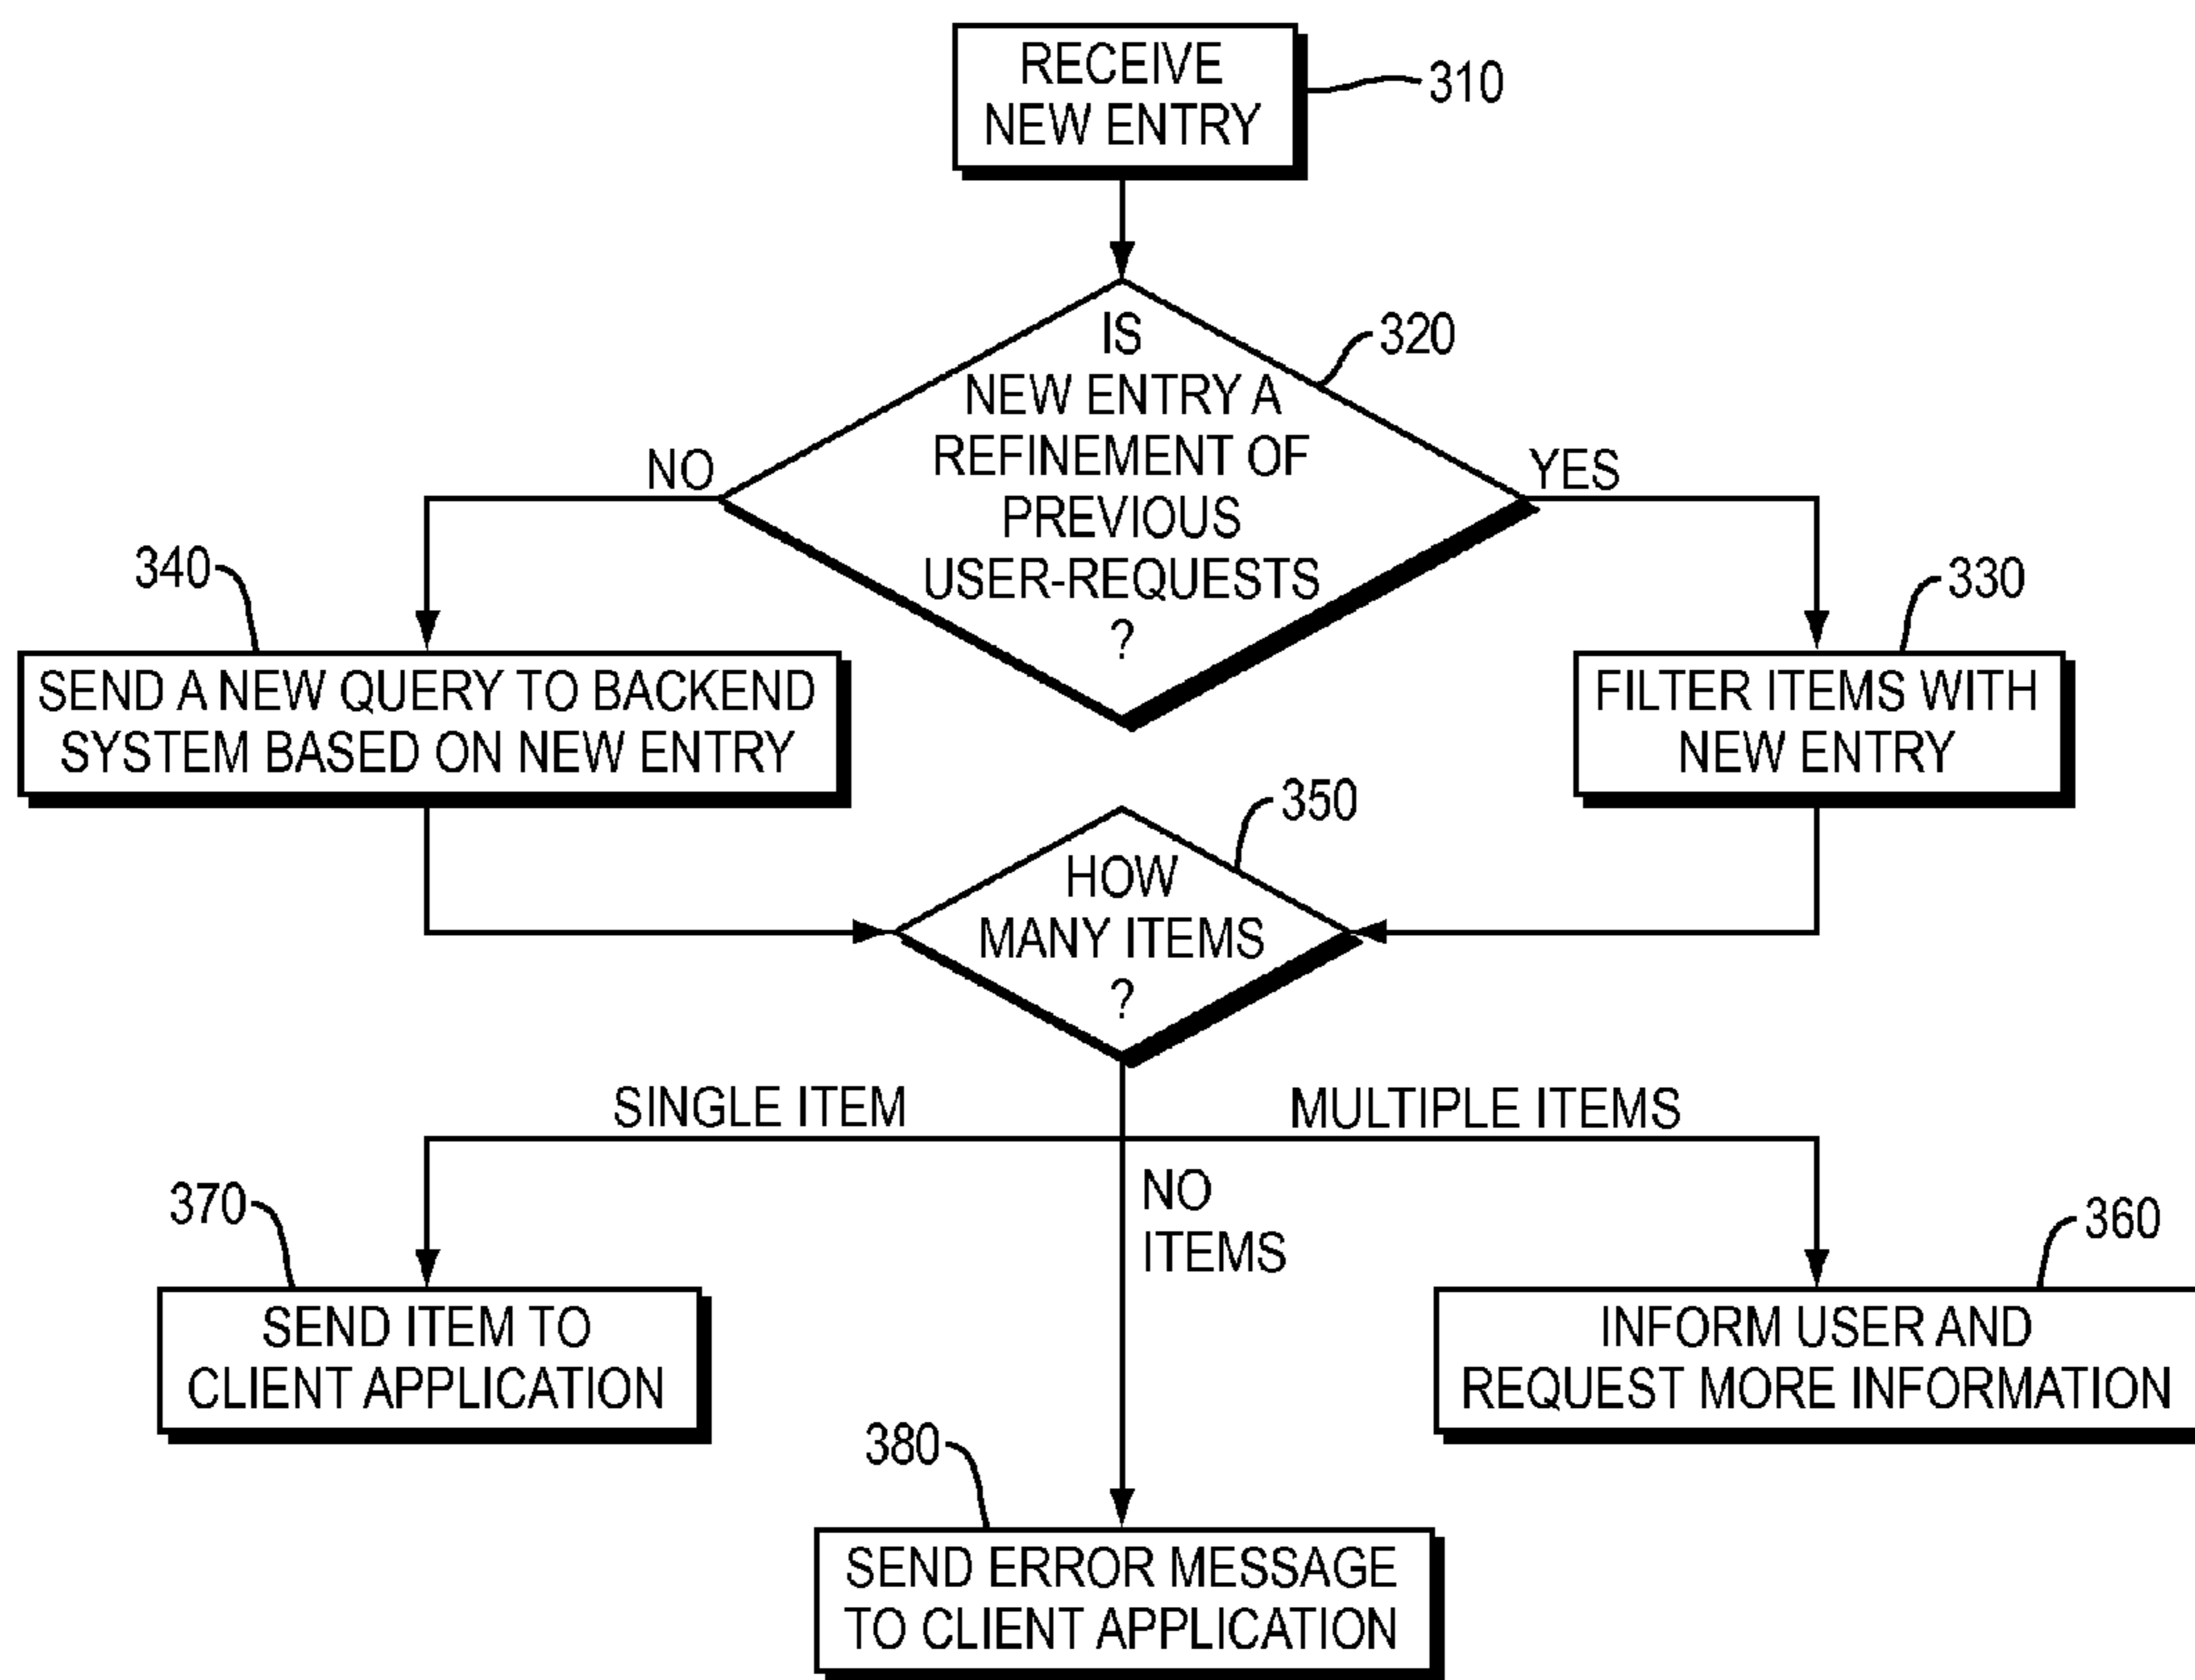 RECEIVE
NEW ENTRY
310
IS
NEW ENTRY A
REFINEMENT OF
PREVIOUS
USER-REQUESTS
?
320
NO
YES
340
SEND A NEW QUERY TO BACKEND
SYSTEM BASED ON NEW ENTRY
330
FILTER ITEMS WITH
NEW ENTRY
350
HOW
MANY ITEMS
?
SINGLE ITEM
MULTIPLE ITEMS
NO
ITEMS
370
SEND ITEM TO
CLIENT APPLICATION
360
INFORM USER AND
REQUEST MORE INFORMATION
380
SEND ERROR MESSAGE
TO CLIENT APPLICATION